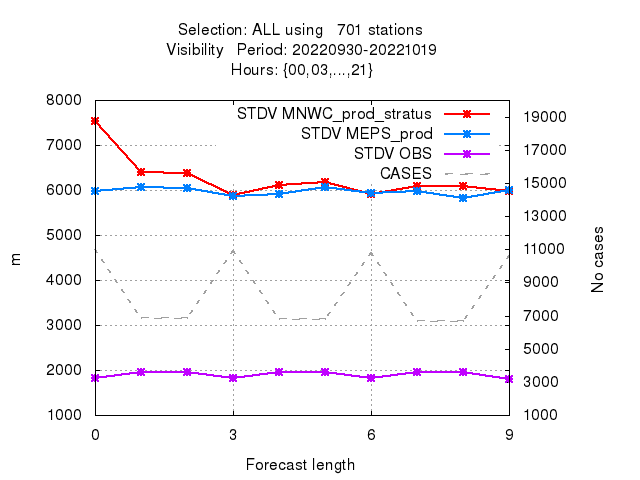 Selection: ALL using   701 stations
Visibility   Period: 20220930-20221019
Hours: {00,03,...,21}
STDV MNWC_prod_stratus
STDV MEPS_prod
STDV OBS
CASES
8000
7000
6000
5000
4000
3000
2000
1000
m
19000
17000
15000
13000
11000
9000
7000
5000
3000
1000
No cases
0 3 6 9
Forecast length